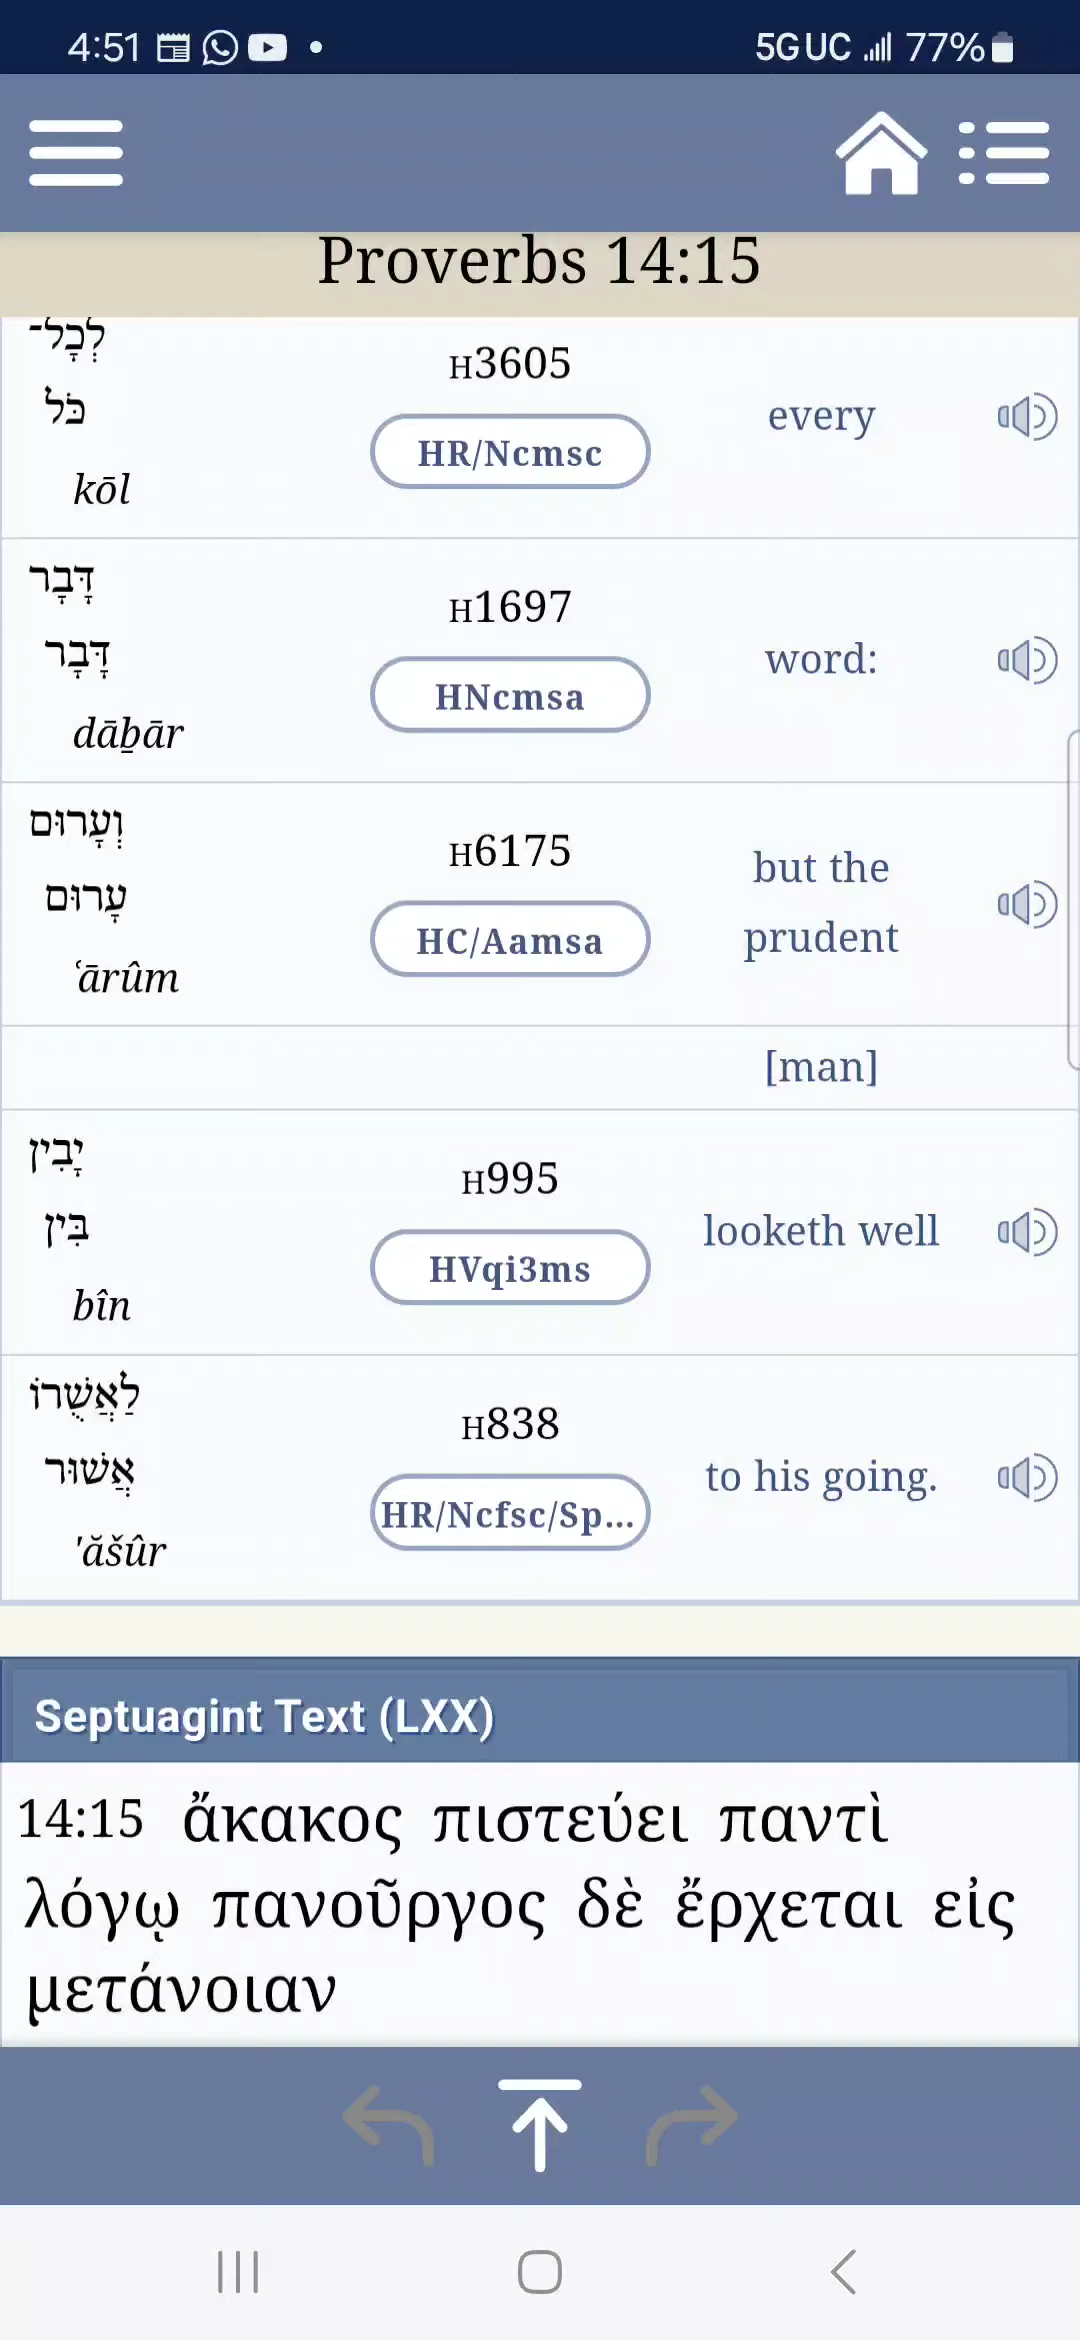 4:51 5G UC 77%
Proverbs 14:15
לְכָל־
כֹּל
kōl
H3605
HR/Ncmsc
every
דָּבָר
דָּבָר
dāḇār
H1697
HNcmsa
word:
וְעָרוּם
עָרוּם
ʿārûm
H6175
HC/Aamsa
but the
prudent
[man]
יָבִין
בִּין
bîn
H995
HVqi3ms
looketh well
לַאֲשֻׁרוֹ
אֲשׁוּר
'ăšûr
H838
HR/Ncfsc/Sp...
to his going.
Septuagint Text (LXX)
14:15 ἄκακος πιστεύει παντὶ
λόγῳ πανοῦργος δὲ ἔρχεται εἰς
μετάνοιαν